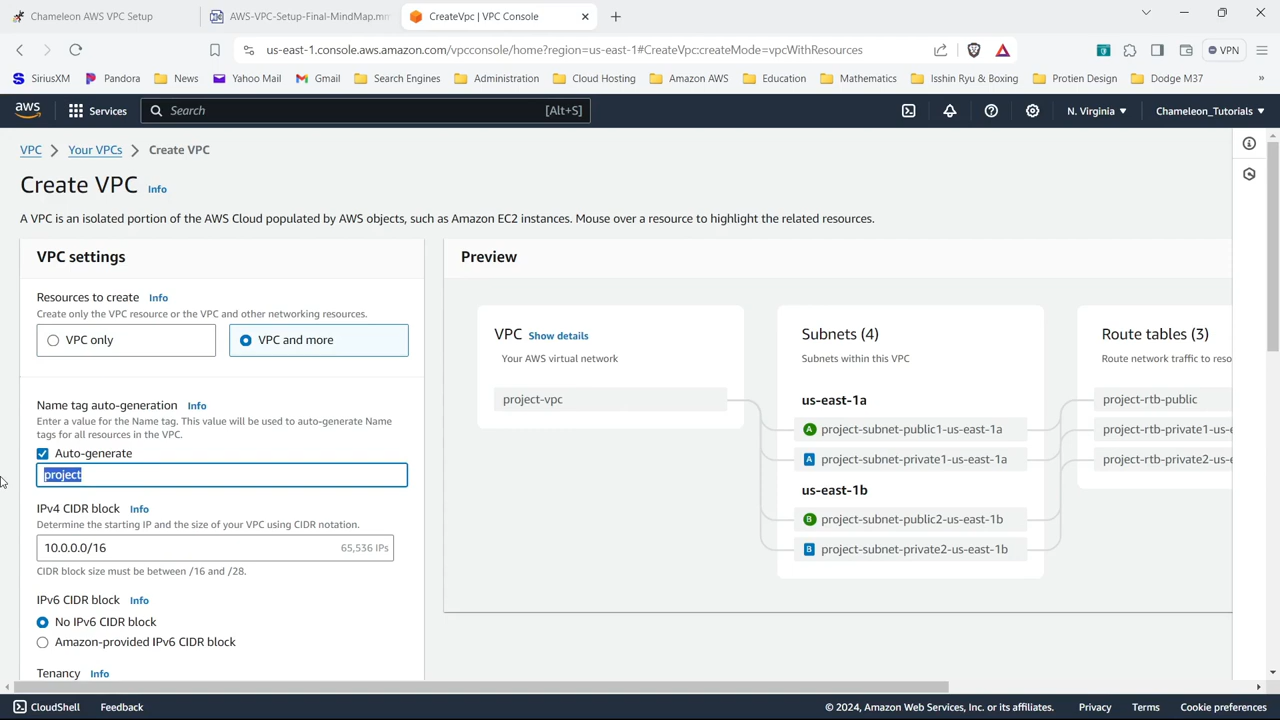 Chameleon AWS VPC Setup
AWS-VPC-Setup-Final-MindMap.mm
CreateVpc | VPC Console
us-east-1.console.aws.amazon.com/vpcconsole/home?region=us-east-1#CreateVpc:createMode=vpcWithResources
VPN
SiriusXM
Pandora
News
Yahoo Mail
Gmail
Search Engines
Administration
Cloud Hosting
Amazon AWS
Education
Mathematics
Isshin Ryu & Boxing
Protien Design
Dodge M37
»
aws
Services
Search
[Alt+S]
N. Virginia
Chameleon_Tutorials
VPC
Your VPCs
Create VPC
Create VPC Info
A VPC is an isolated portion of the AWS Cloud populated by AWS objects, such as Amazon EC2 instances. Mouse over a resource to highlight the related resources.
VPC settings
Resources to create Info
Create only the VPC resource or the VPC and other networking resources.
VPC only
VPC and more
Name tag auto-generation Info
Enter a value for the Name tag. This value will be used to auto-generate Name
tags for all resources in the VPC.
Auto-generate
project
IPv4 CIDR block Info
Determine the starting IP and the size of your VPC using CIDR notation.
10.0.0.0/16
65,536 IPs
CIDR block size must be between /16 and /28.
IPv6 CIDR block Info
No IPv6 CIDR block
Amazon-provided IPv6 CIDR block
Tenancy Info
Preview
VPC Show details
Your AWS virtual network
project-vpc
Subnets (4)
Subnets within this VPC
us-east-1a
A project-subnet-public1-us-east-1a
A project-subnet-private1-us-east-1a
us-east-1b
B project-subnet-public2-us-east-1b
B project-subnet-private2-us-east-1b
Route tables (3)
Route network traffic to reso
project-rtb-public
project-rtb-private1-us-e
project-rtb-private2-us-e
CloudShell
Feedback
© 2024, Amazon Web Services, Inc. or its affiliates.
Privacy
Terms
Cookie preferences